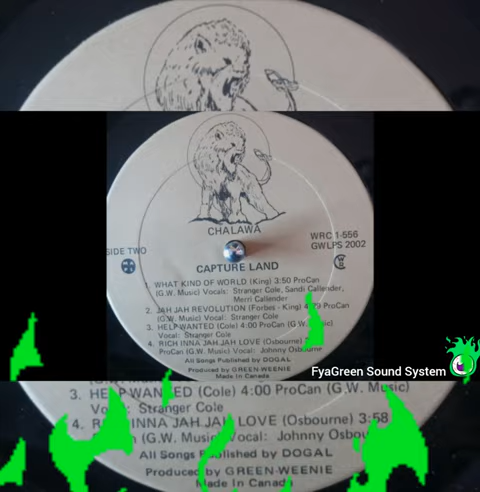 CHALAWA
SIDE TWO
WRC 1-556
GWLPS 2002
CAPTURE LAND
1. WHAT KIND OF WORLD (King) 3:50 ProCan
(G.W. Music) Vocals: Stranger Cole, Sandi Callender,
Merri Callender
2. JAH JAH REVOLUTION (Forbes - King) ProCan
(G.W. Music) Vocal: Stranger Cole
3. HELP WANTED (Cole) 4:00 ProCan (G.W. Music)
Vocal: Stranger Cole
4. RICH INNA JAH JAH LOVE (Osbourne)
ProCan (G.W. Music) Vocal: Johnny Osbourne
All Songs Published by DOGAL
Produced by GREEN WEENIE
Made In Canada
FyaGreen Sound System
3. HELP WANTED (Cole) 4:00 ProCan (G.W. Music)
Vocal: Stranger Cole
4. RICH INNA JAH JAH LOVE (Osbourne) 3:58
(G.W. Music) Vocal: Johnny
All Songs Published by DOGAL
Produced by GREEN-WEENIE
Made In Canada